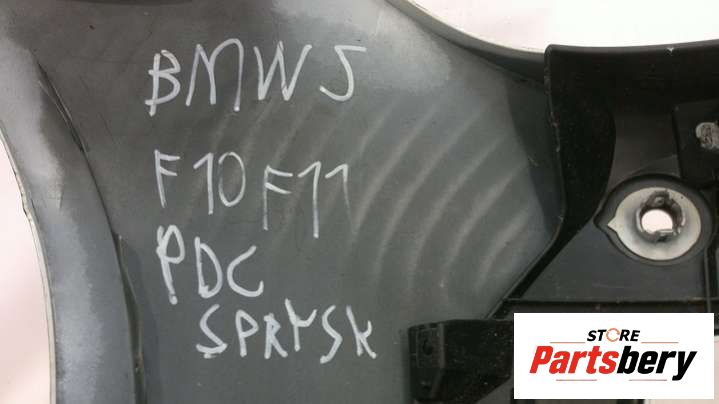 BMW 5
F10 F11
PDC
SPRYSK
STORE
Partsbery